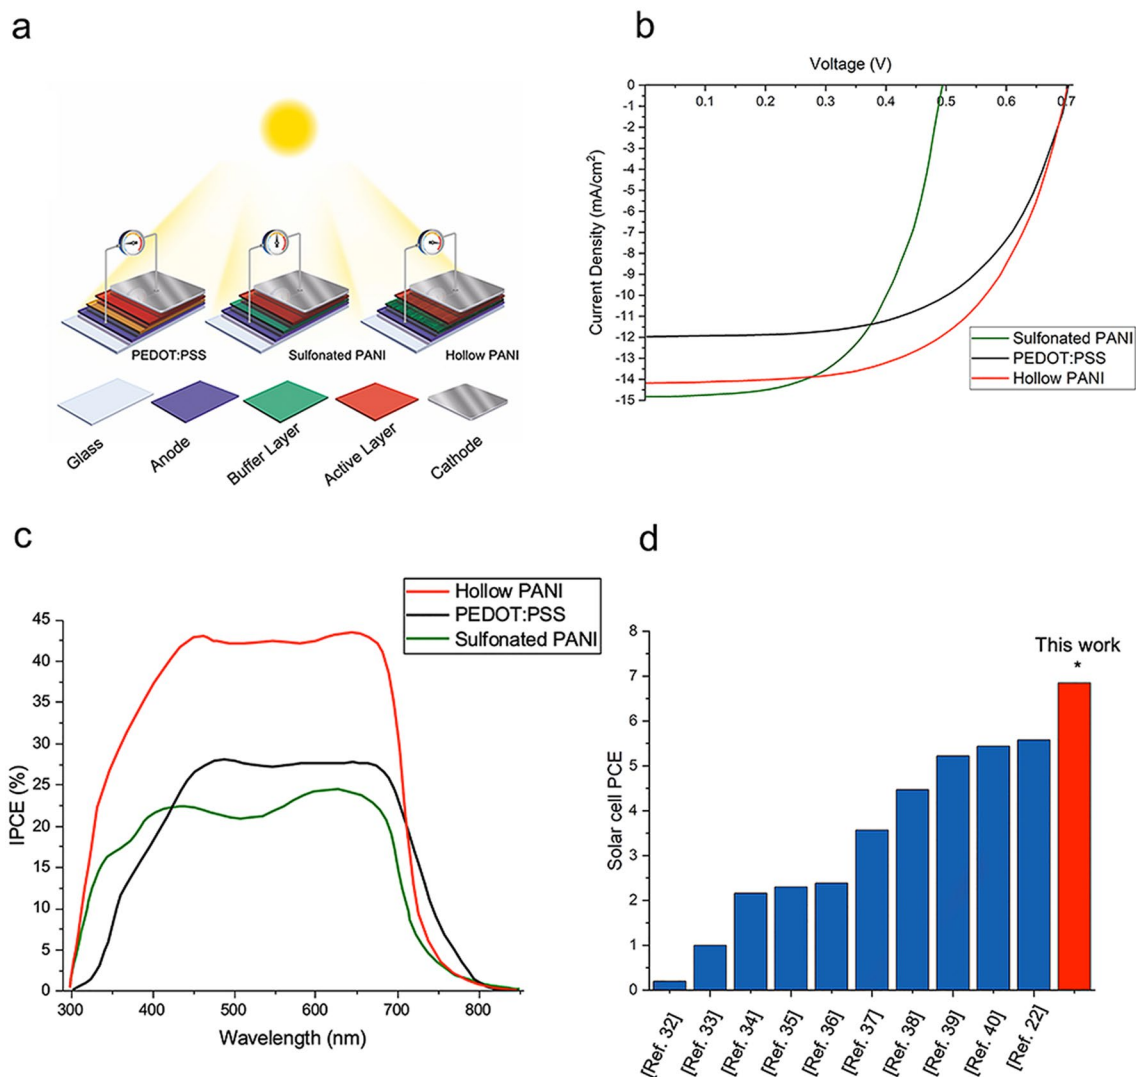 a
PEDOT:PSS
Sulfonated PANI
Hollow PANI
Glass
Anode
Buffer Layer
Active Layer
Cathode
b
Voltage (V)
0.1 0.2 0.3 0.4 0.5 0.6 0.7
Current Density (mA/cm²)
0
-1
-2
-3
-4
-5
-6
-7
-8
-9
-10
-11
-12
-13
-14
-15
Sulfonated PANI
PEDOT:PSS
Hollow PANI
c
Hollow PANI
PEDOT:PSS
Sulfonated PANI
IPCE (%)
45
40
35
30
25
20
15
10
5
0
300 400 500 600 700 800
Wavelength (nm)
d
This work
*
Solar cell PCE
8
7
6
5
4
3
2
1
0
[Ref. 32]
[Ref. 33]
[Ref. 34]
[Ref. 35]
[Ref. 36]
[Ref. 37]
[Ref. 38]
[Ref. 39]
[Ref. 40]
[Ref. 22]